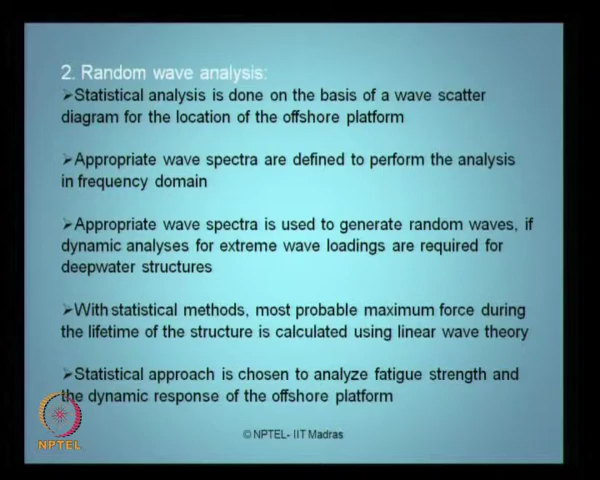 2. Random wave analysis:
➢Statistical analysis is done on the basis of a wave scatter
diagram for the location of the offshore platform
➢Appropriate wave spectra are defined to perform the analysis
in frequency domain
➢Appropriate wave spectra is used to generate random waves, if
dynamic analyses for extreme wave loadings are required for
deepwater structures
➢With statistical methods, most probable maximum force during
the lifetime of the structure is calculated using linear wave theory
➢Statistical approach is chosen to analyze fatigue strength and
the dynamic response of the offshore platform
NPTEL
© NPTEL- IIT Madras